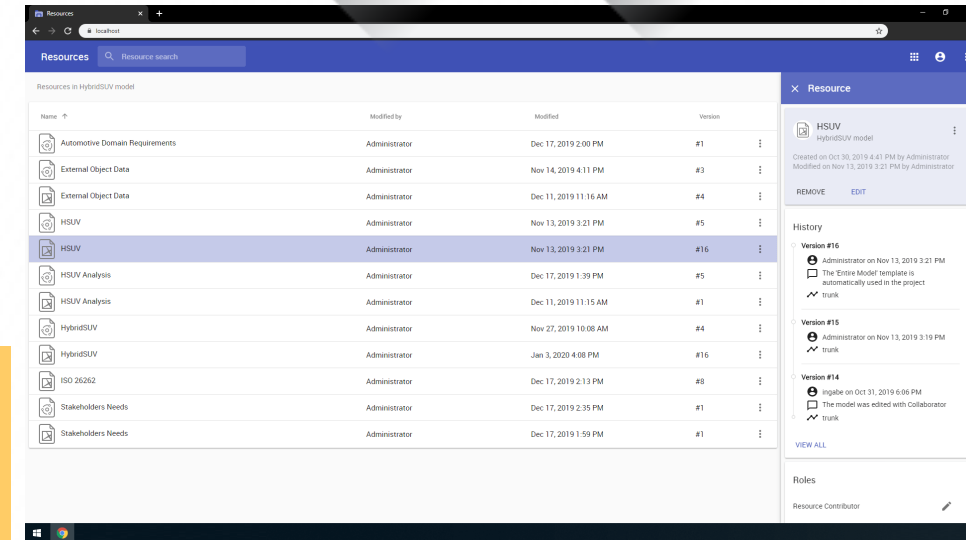 Resources
localhost
Resources
Resource search
Resources in HybridSUV model
Name Modified by Modified Version
Automotive Domain Requirements Administrator Dec 17, 2019 2:00 PM #1
External Object Data Administrator Nov 14, 2019 4:11 PM #3
External Object Data Administrator Dec 11, 2019 11:16 AM #4
HSUV Administrator Nov 13, 2019 3:21 PM #5
HSUV Administrator Nov 13, 2019 3:21 PM #16
HSUV Analysis Administrator Dec 17, 2019 1:39 PM #5
HSUV Analysis Administrator Dec 11, 2019 11:15 AM #1
HybridSUV Administrator Nov 27, 2019 10:08 AM #4
HybridSUV Administrator Jan 3, 2020 4:08 PM #16
ISO 26262 Administrator Dec 17, 2019 2:13 PM #8
Stakeholders Needs Administrator Dec 17, 2019 2:35 PM #1
Stakeholders Needs Administrator Dec 17, 2019 1:59 PM #1
Resource
HSUV
HybridSUV model
Created on Oct 30, 2019 4:41 PM by Administrator
Modified on Nov 13, 2019 3:21 PM by Administrator
REMOVE EDIT
History
Version #16
Administrator on Nov 13, 2019 3:21 PM
The 'Entire Model' template is
automatically used in the project
trunk
Version #15
Administrator on Nov 13, 2019 3:19 PM
trunk
Version #14
ingabe on Oct 31, 2019 6:06 PM
The model was edited with Collaborator
trunk
VIEW ALL
Roles
Resource Contributor